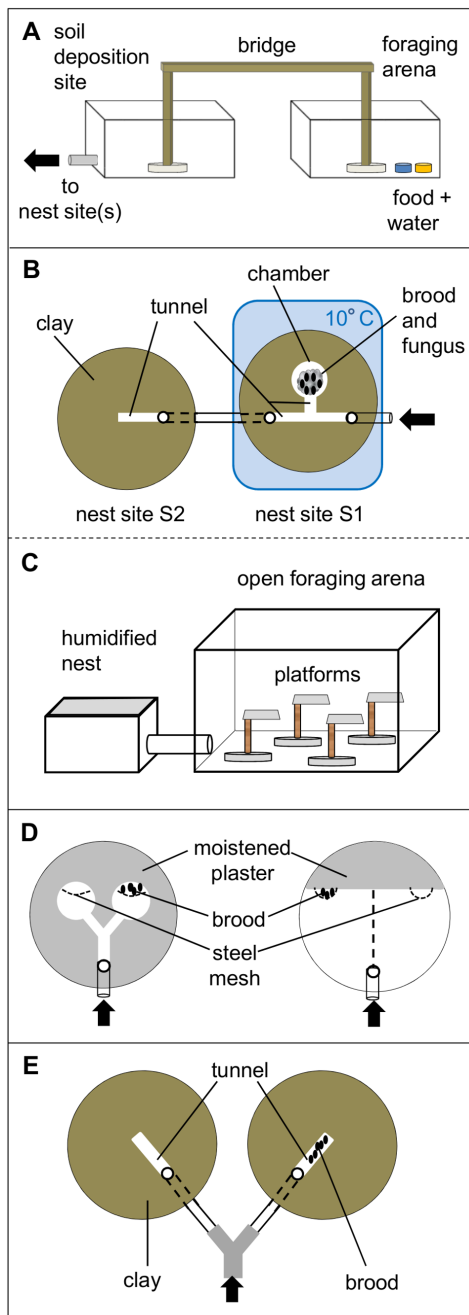 A
soil
deposition
site
bridge
foraging
arena
to
nest site(s)
food +
water
B
chamber
tunnel
clay
10° C
brood
and
fungus
nest site S2
nest site S1
C
open foraging arena
humidified
nest
platforms
D
moistened
plaster
brood
steel
mesh
E
tunnel
clay
brood